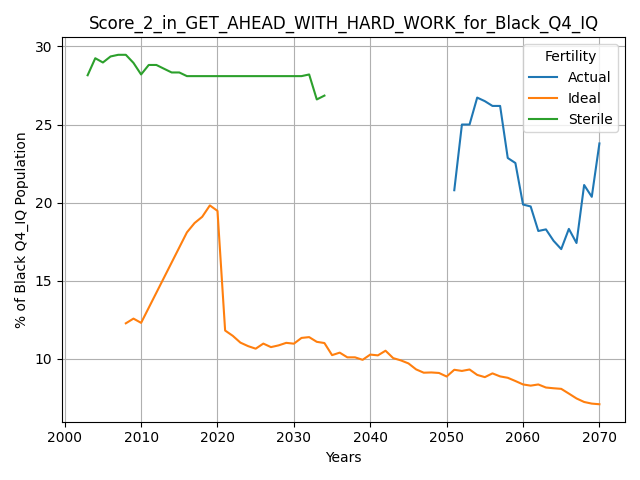 Score_2_in_GET_AHEAD_WITH_HARD_WORK_for_Black_Q4_IQ
Fertility
Actual
Ideal
Sterile
% of Black Q4_IQ Population
30
25
20
15
10
2000 2010 2020 2030 2040 2050 2060 2070
Years